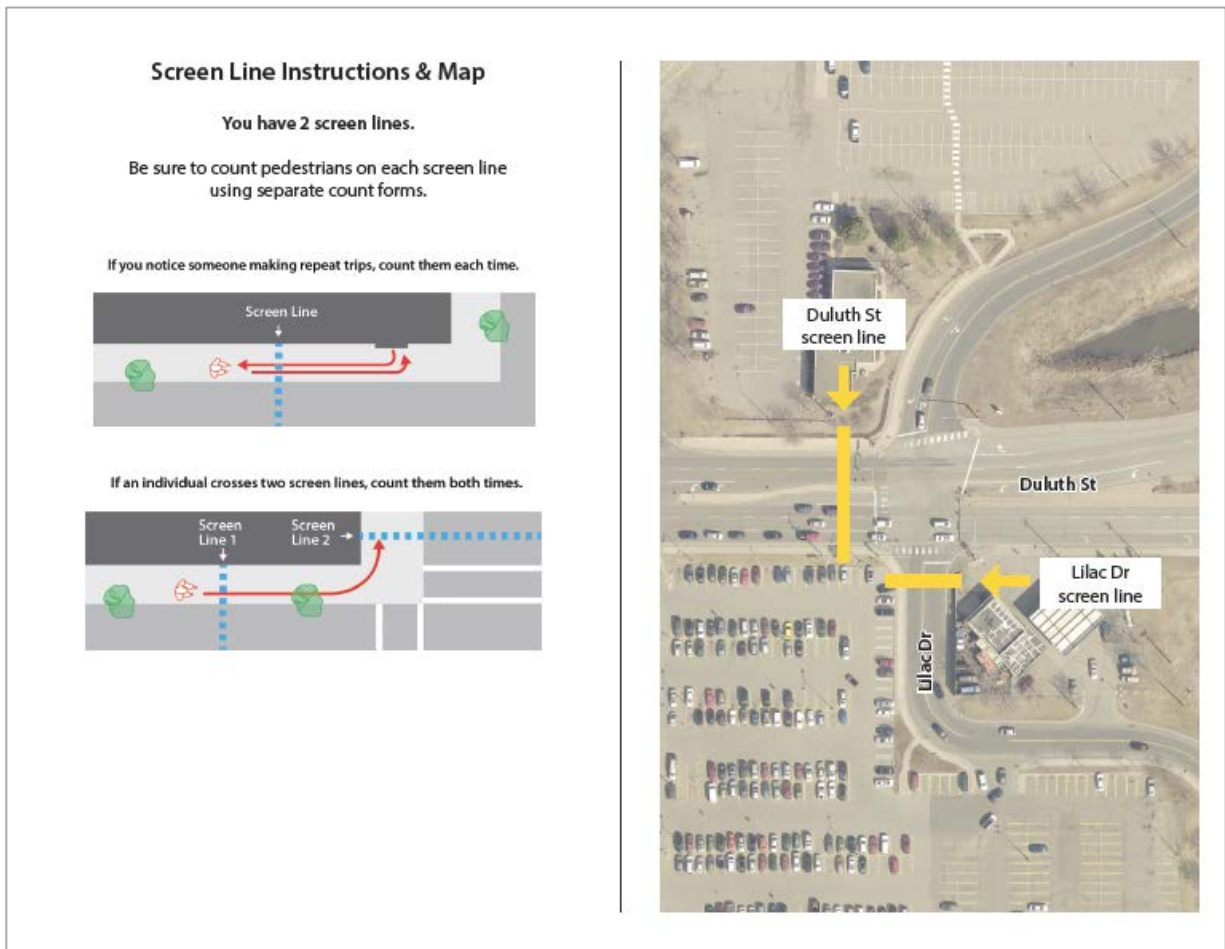 Screen Line Instructions & Map
You have 2 screen lines.
Be sure to count pedestrians on each screen line
using separate count forms.
If you notice someone making repeat trips, count them each time.
Screen Line
If an individual crosses two screen lines, count them both times.
Screen
Line 1
Screen
Line 2
Duluth St
screen line
Duluth St
Lilac Dr
screen line
Lilac Dr